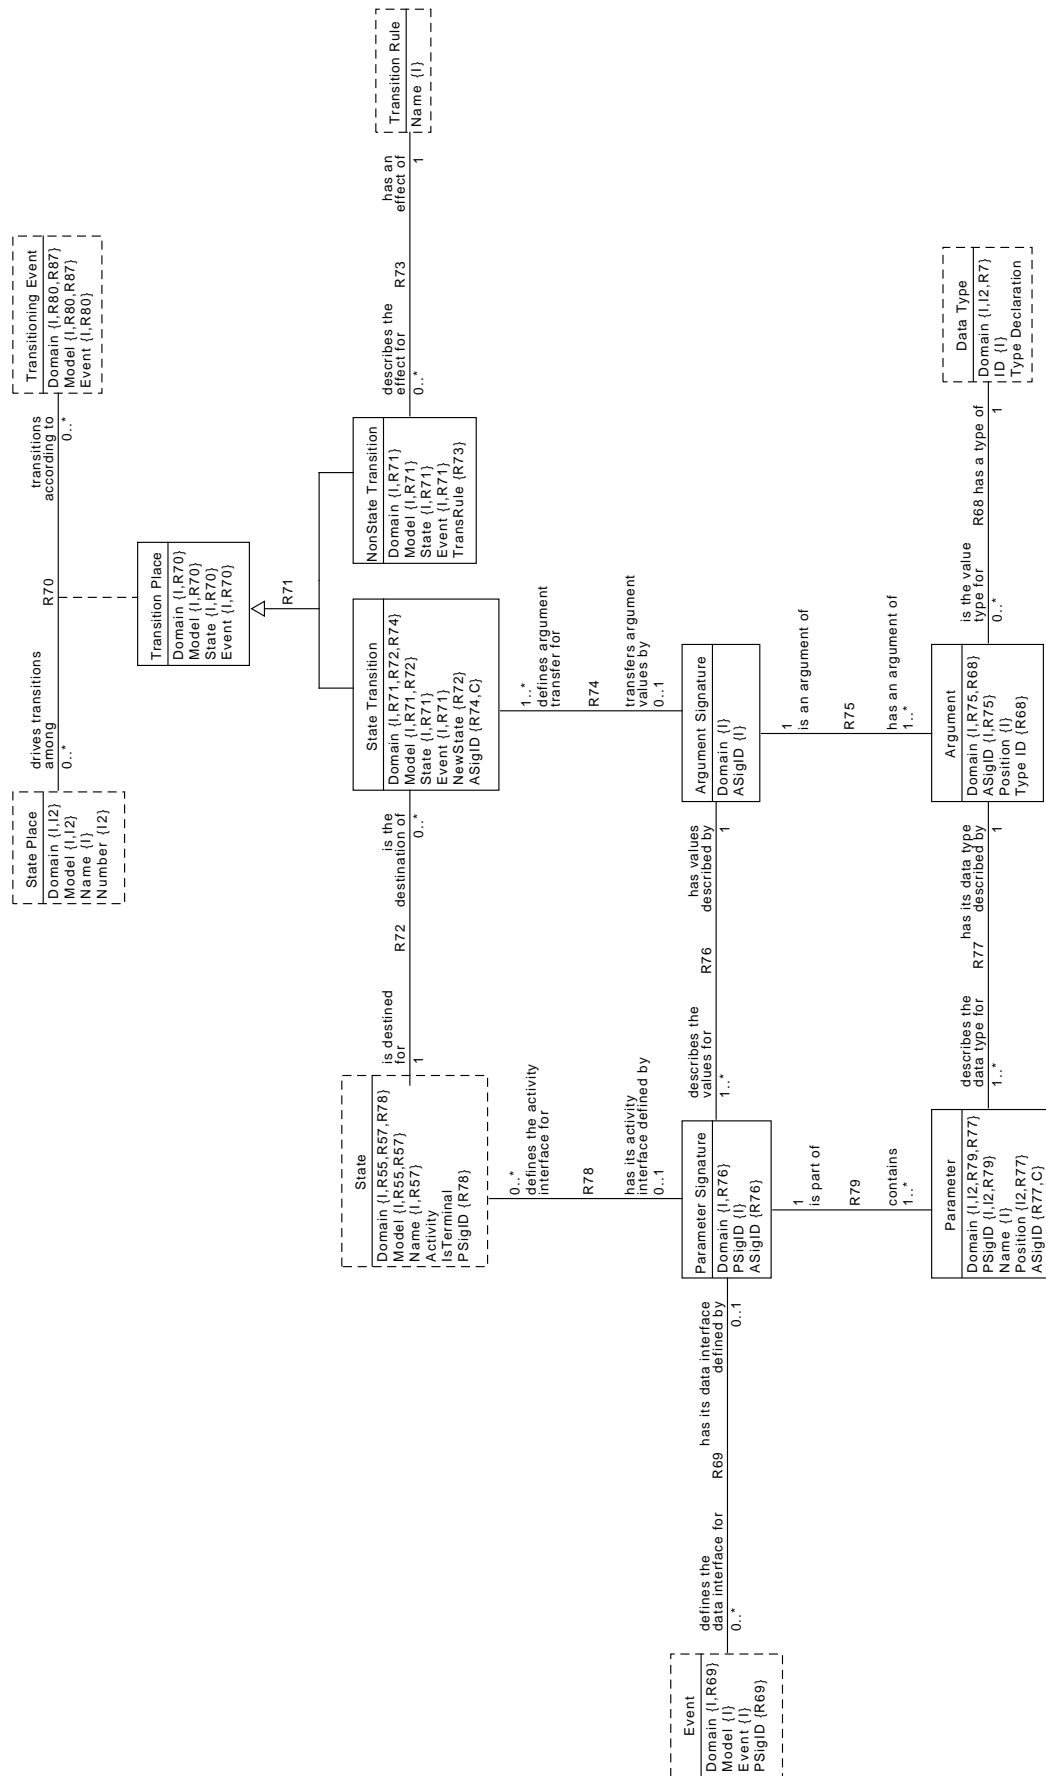 State Place
Domain {I,I2}
Model {I,I2}
Name {I}
Number {I2}
drives transitions
among
0..*
R70
transitions
according to
0..*
Transitioning Event
Domain {I,R80,R87}
Model {I,R80,R87}
Event {I,R80}
Transition Place
Domain {I,R70}
Model {I,R70}
State {I,R70}
Event {I,R70}
R71
State
Domain {I,R55,R57,R78}
Model {I,R55,R57}
Name {I,R57}
Activity
IsTerminal
PSigID {R78}
is destined
for
1
R72
is the
destination of
0..*
State Transition
Domain {I,R71,R72,R74}
Model {I,R71,R72}
State {I,R71}
Event {I,R71}
NewState {R72}
ASigID {R74,C}
NonState Transition
Domain {I,R71}
Model {I,R71}
State {I,R71}
Event {I,R71}
TransRule {R73}
describes the
effect for
0..*
R73
has an
effect of
1
Transition Rule
Name {I}
0..*
defines the activity
interface for
R78
has its activity
interface defined by
0..1
1..*
defines argument
transfer for
R74
transfers argument
values by
0..1
Event
Domain {I,R69}
Model {I}
Event {I}
PSigID {R69}
defines the
data interface for
0..*
R69
has its data interface
defined by
0..1
Parameter Signature
Domain {I,R76}
PSigID {I}
ASigID {R76}
describes the
values for
1..*
R76
has values
described by
1
Argument Signature
Domain {I}
ASigID {I}
1
is part of
R79
contains
1..*
1
is an argument of
R75
has an argument of
1..*
Parameter
Domain {I,I2,R79,R77}
PSigID {I,I2,R79}
Name {I}
Position {I2,R77}
ASigID {R77,C}
describes the
data type for
1..*
R77
has its data type
described by
1
Argument
Domain {I,R75,R68}
ASigID {I,R75}
Position {I}
Type ID {R68}
is the value
type for
0..*
R68 has a type of
1
Data Type
Domain {I,I2,R7}
ID {I}
Type Declaration